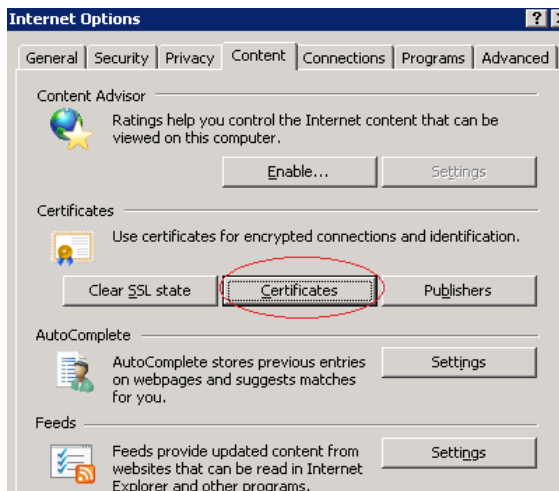 Internet Options
?
General Security Privacy Content Connections Programs Advanced
Content Advisor
Ratings help you control the Internet content that can be
viewed on this computer.
Enable... Settings
Certificates
Use certificates for encrypted connections and identification.
Clear SSL state Certificates Publishers
AutoComplete
AutoComplete stores previous entries Settings
on webpages and suggests matches
for you.
Feeds
Feeds provide updated content from Settings
websites that can be read in Internet
Explorer and other programs.